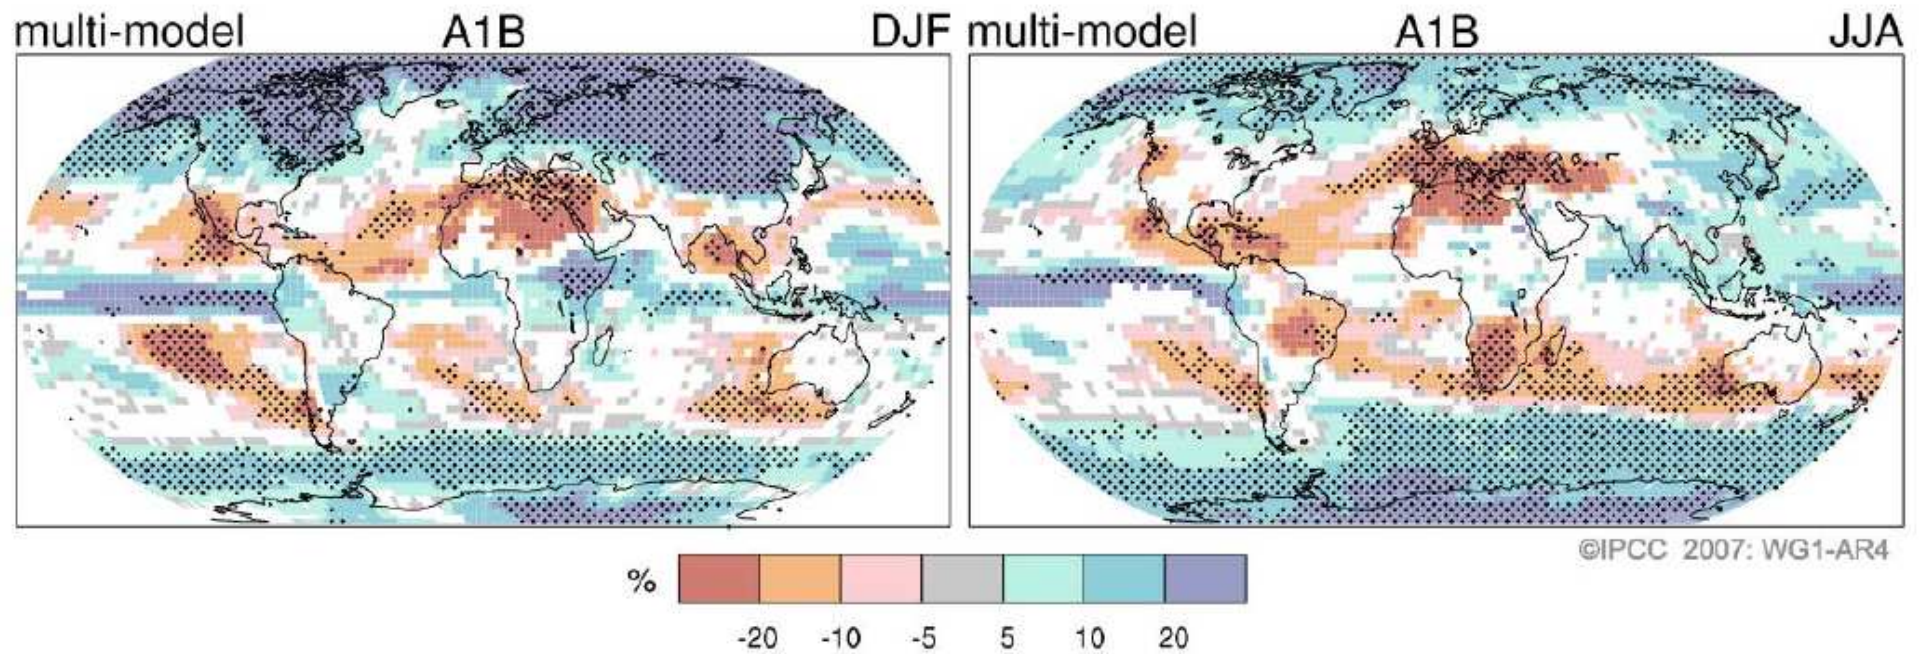 multi-model A1B DJF
multi-model A1B JJA
©IPCC 2007: WG1-AR4
%
-20 -10 -5 5 10 20